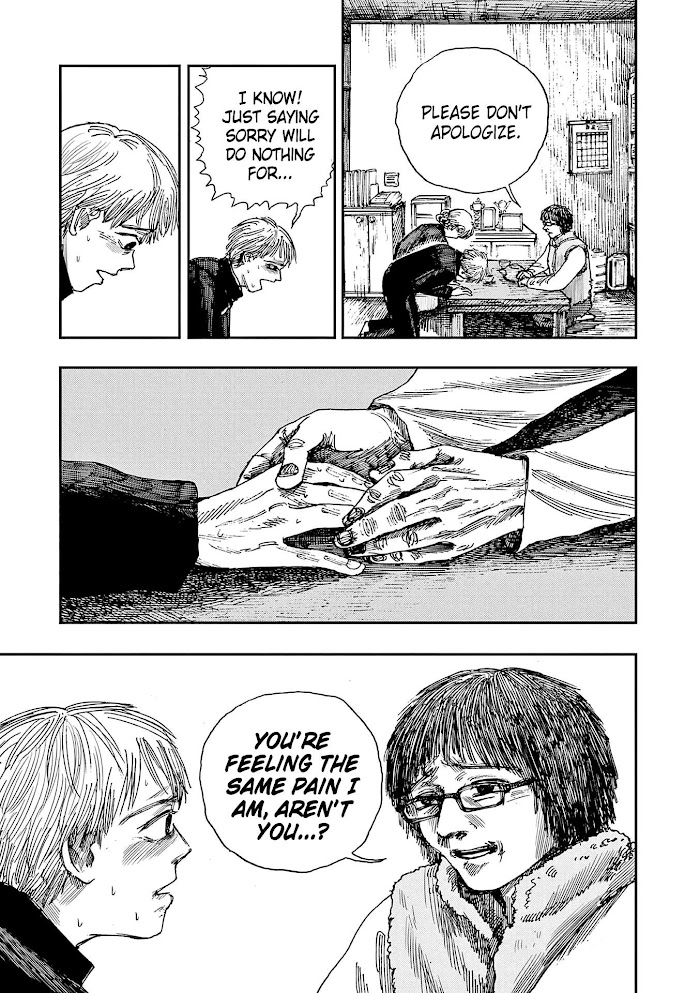 PLEASE DON'T
APOLOGIZE.
I KNOW!
JUST SAYING
SORRY WILL
DO NOTHING
FOR...
YOU'RE
FEELING THE
SAME PAIN I
AM, AREN'T
YOU...?